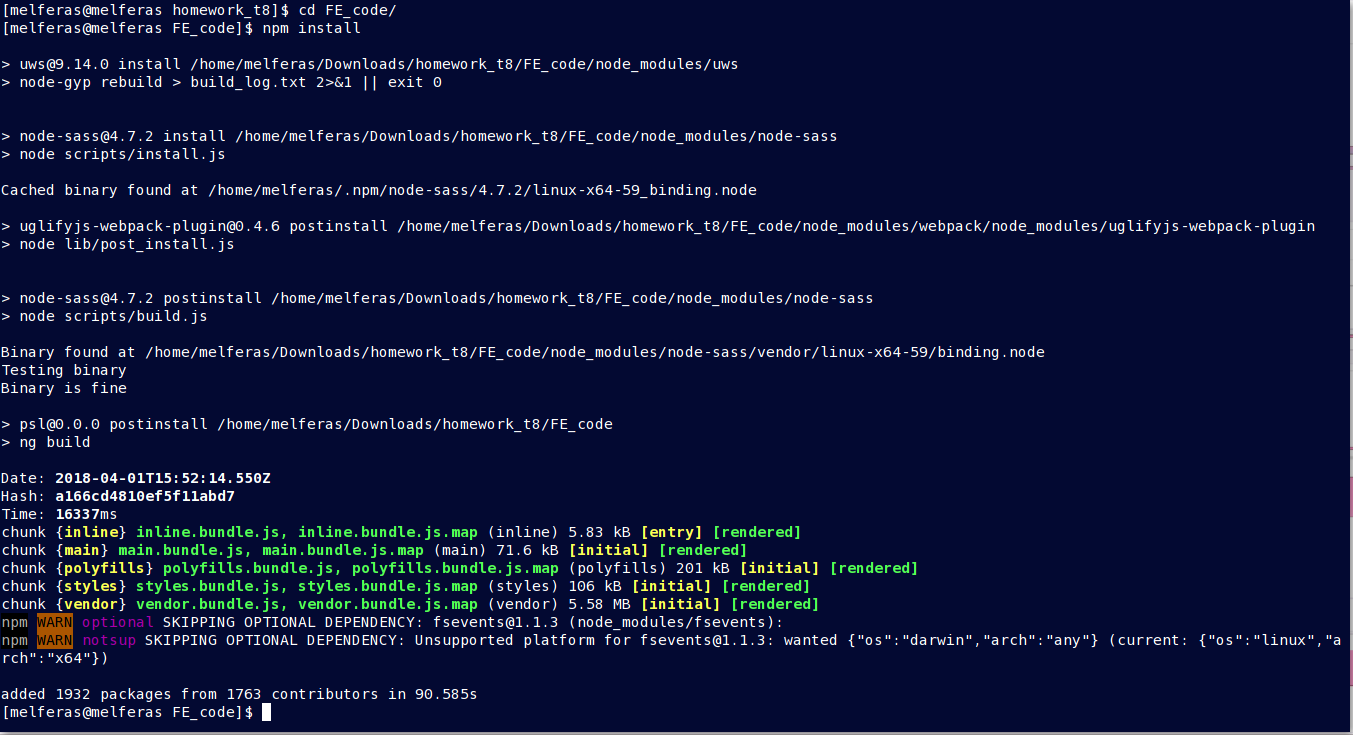 [melferas@melferas homework_t8]$ cd FE_code/
[melferas@melferas FE_code]$ npm install
> uws@9.14.0 install /home/melferas/Downloads/homework_t8/FE_code/node_modules/uws
> node-gyp rebuild > build_log.txt 2>&1 || exit 0
> node-sass@4.7.2 install /home/melferas/Downloads/homework_t8/FE_code/node_modules/node-sass
> node scripts/install.js
Cached binary found at /home/melferas/.npm/node-sass/4.7.2/linux-x64-59_binding.node
> uglifyjs-webpack-plugin@0.4.6 postinstall /home/melferas/Downloads/homework_t8/FE_code/node_modules/webpack/node_modules/uglifyjs-webpack-plugin
> node lib/post_install.js
> node-sass@4.7.2 postinstall /home/melferas/Downloads/homework_t8/FE_code/node_modules/node-sass
> node scripts/build.js
Binary found at /home/melferas/Downloads/homework_t8/FE_code/node_modules/node-sass/vendor/linux-x64-59/binding.node
Testing binary
Binary is fine
> psl@0.0.0 postinstall /home/melferas/Downloads/homework_t8/FE_code
> ng build
Date: 2018-04-01T15:52:14.550Z
Hash: a166cd4810ef5f11abd7
Time: 16337ms
chunk {inline} inline.bundle.js, inline.bundle.js.map (inline) 5.83 kB [entry] [rendered]
chunk {main} main.bundle.js, main.bundle.js.map (main) 71.6 kB [initial] [rendered]
chunk {polyfills} polyfills.bundle.js, polyfills.bundle.js.map (polyfills) 201 kB [initial] [rendered]
chunk {styles} styles.bundle.js, styles.bundle.js.map (styles) 106 kB [initial] [rendered]
chunk {vendor} vendor.bundle.js, vendor.bundle.js.map (vendor) 5.58 MB [initial] [rendered]
npm WARN optional SKIPPING OPTIONAL DEPENDENCY: fsevents@1.1.3 (node_modules/fsevents):
npm WARN notsup SKIPPING OPTIONAL DEPENDENCY: Unsupported platform for fsevents@1.1.3: wanted {"os":"darwin","arch":"any"} (current: {"os":"linux","a
rch":"x64"})
added 1932 packages from 1763 contributors in 90.585s
[melferas@melferas FE_code]$